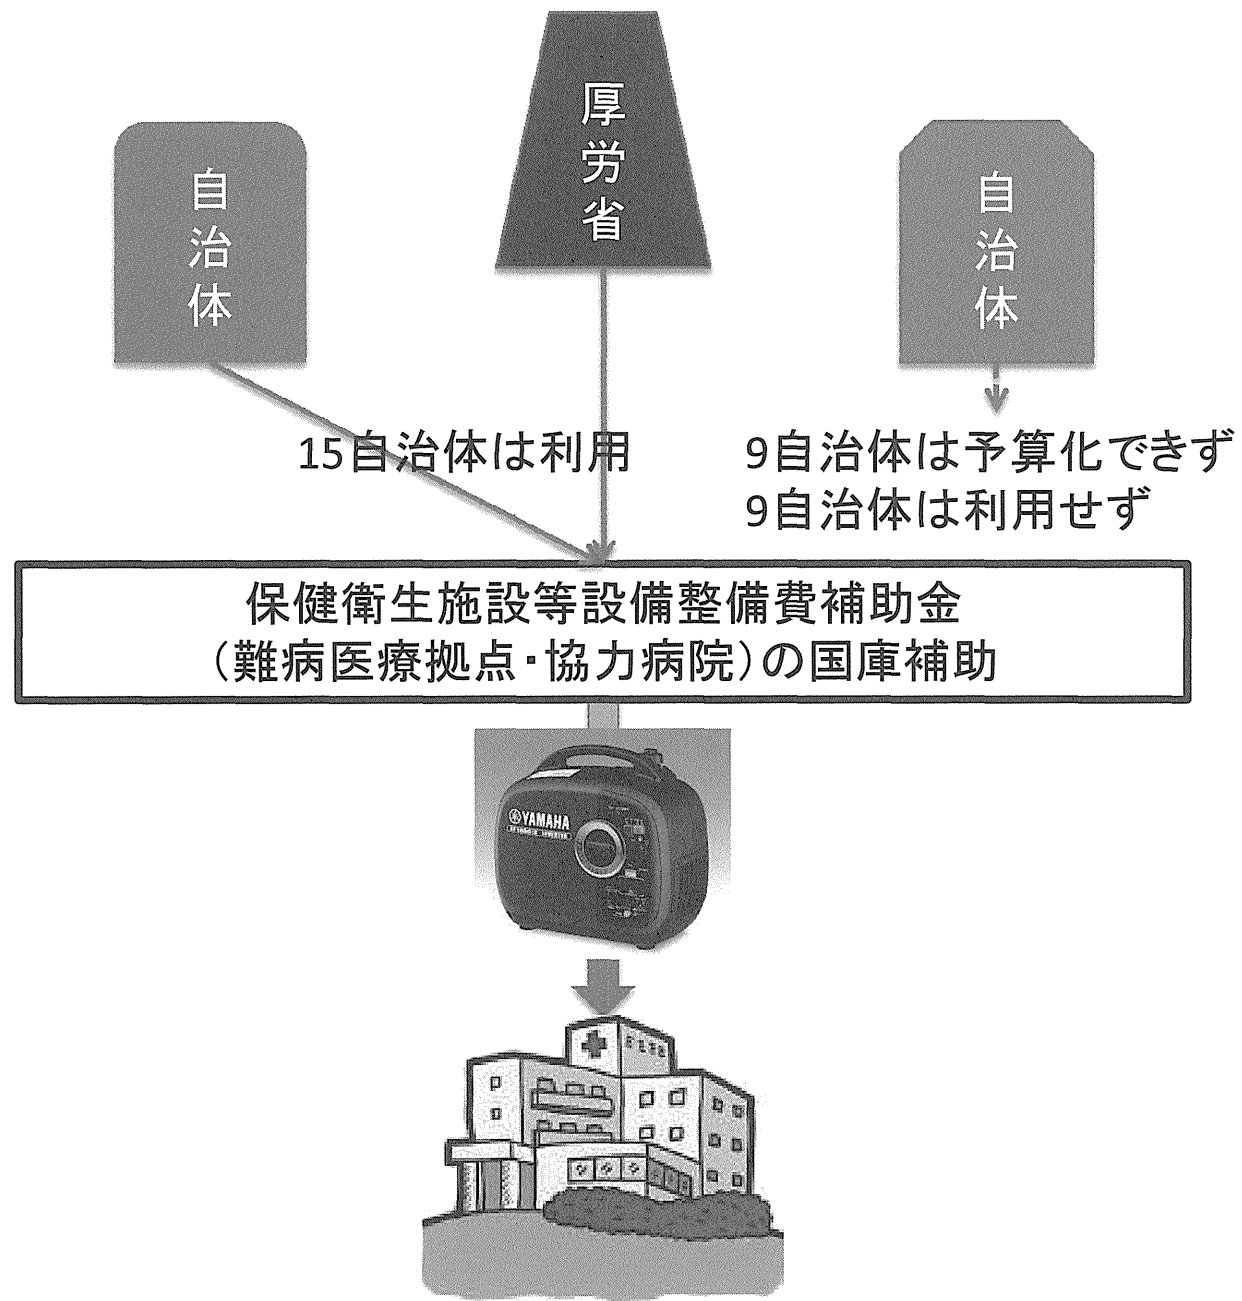 厚労省
自治体
自治体
15自治体は利用
9自治体は予算化できず
9自治体は利用せず
保健衛生施設等設備整備費補助金
（難病医療拠点・協力病院）の国庫補助
YAMAHA